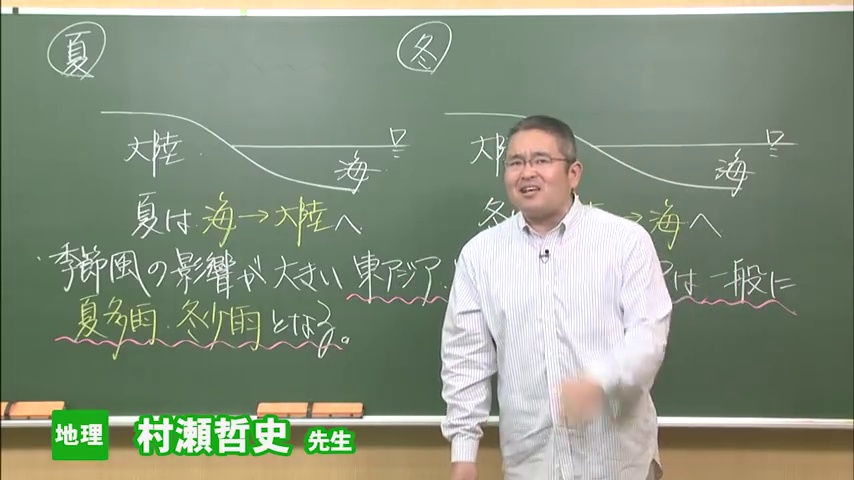 夏
冬
大陸
海
大陸
海
夏は 海→大陸へ
冬 → 海へ
季節風の影響が大きい 東アジア は一般に
夏多雨・冬少雨となる。
地理 村瀬哲史 先生